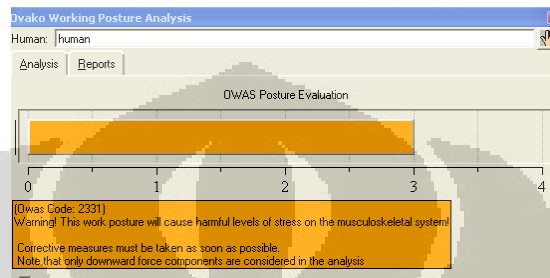 Ovako Working Posture Analysis
Human: human
Analysis Reports
OWAS Posture Evaluation
0 1 2 3 4
(Owas Code: 2331)
Warning! This work posture will cause harmful levels of stress on the musculoskeletal system!
Corrective measures must be taken as soon as possible.
Note that only downward force components are considered in the analysis